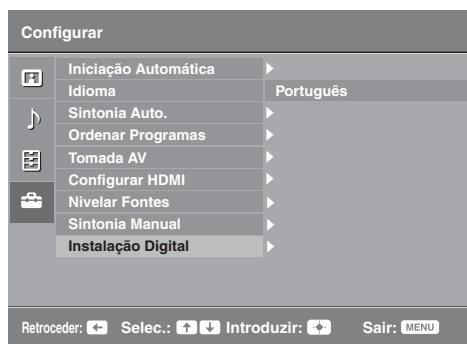 Configurar
Iniciação Automática
Idioma Português
Sintonia Auto.
Ordenar Programas
Tomada AV
Configurar HDMI
Nivelar Fontes
Sintonia Manual
Instalação Digital
Retroceder: Selec.: Introduzir: Sair: MENU